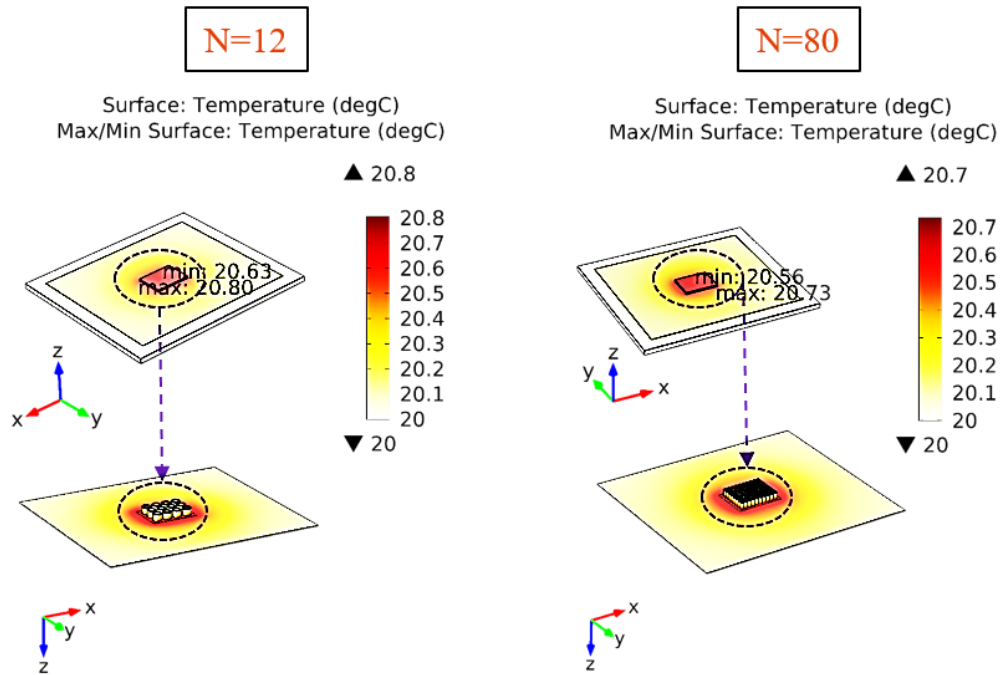 N=12
Surface: Temperature (degC)
Max/Min Surface: Temperature (degC)
▲ 20.8
20.8
20.7
20.6
20.5
20.4
20.3
20.2
20.1
20
▼ 20
min: 20.63
max: 20.80
z
x
y
x
y
z
N=80
Surface: Temperature (degC)
Max/Min Surface: Temperature (degC)
▲ 20.7
20.7
20.6
20.5
20.4
20.3
20.2
20.1
20
▼ 20
min: 20.56
max: 20.73
z
y
x
x
y
z